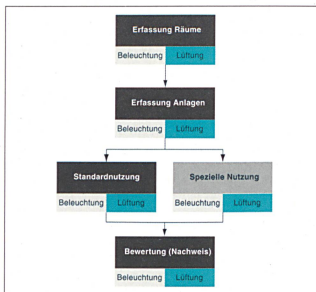 Erfassung Räume
Beleuchtung Lüftung
Erfassung Anlagen
Beleuchtung Lüftung
Standardnutzung Spezielle Nutzung
Beleuchtung Lüftung Beleuchtung Lüftung
Bewertung (Nachweis)
Beleuchtung Lüftung